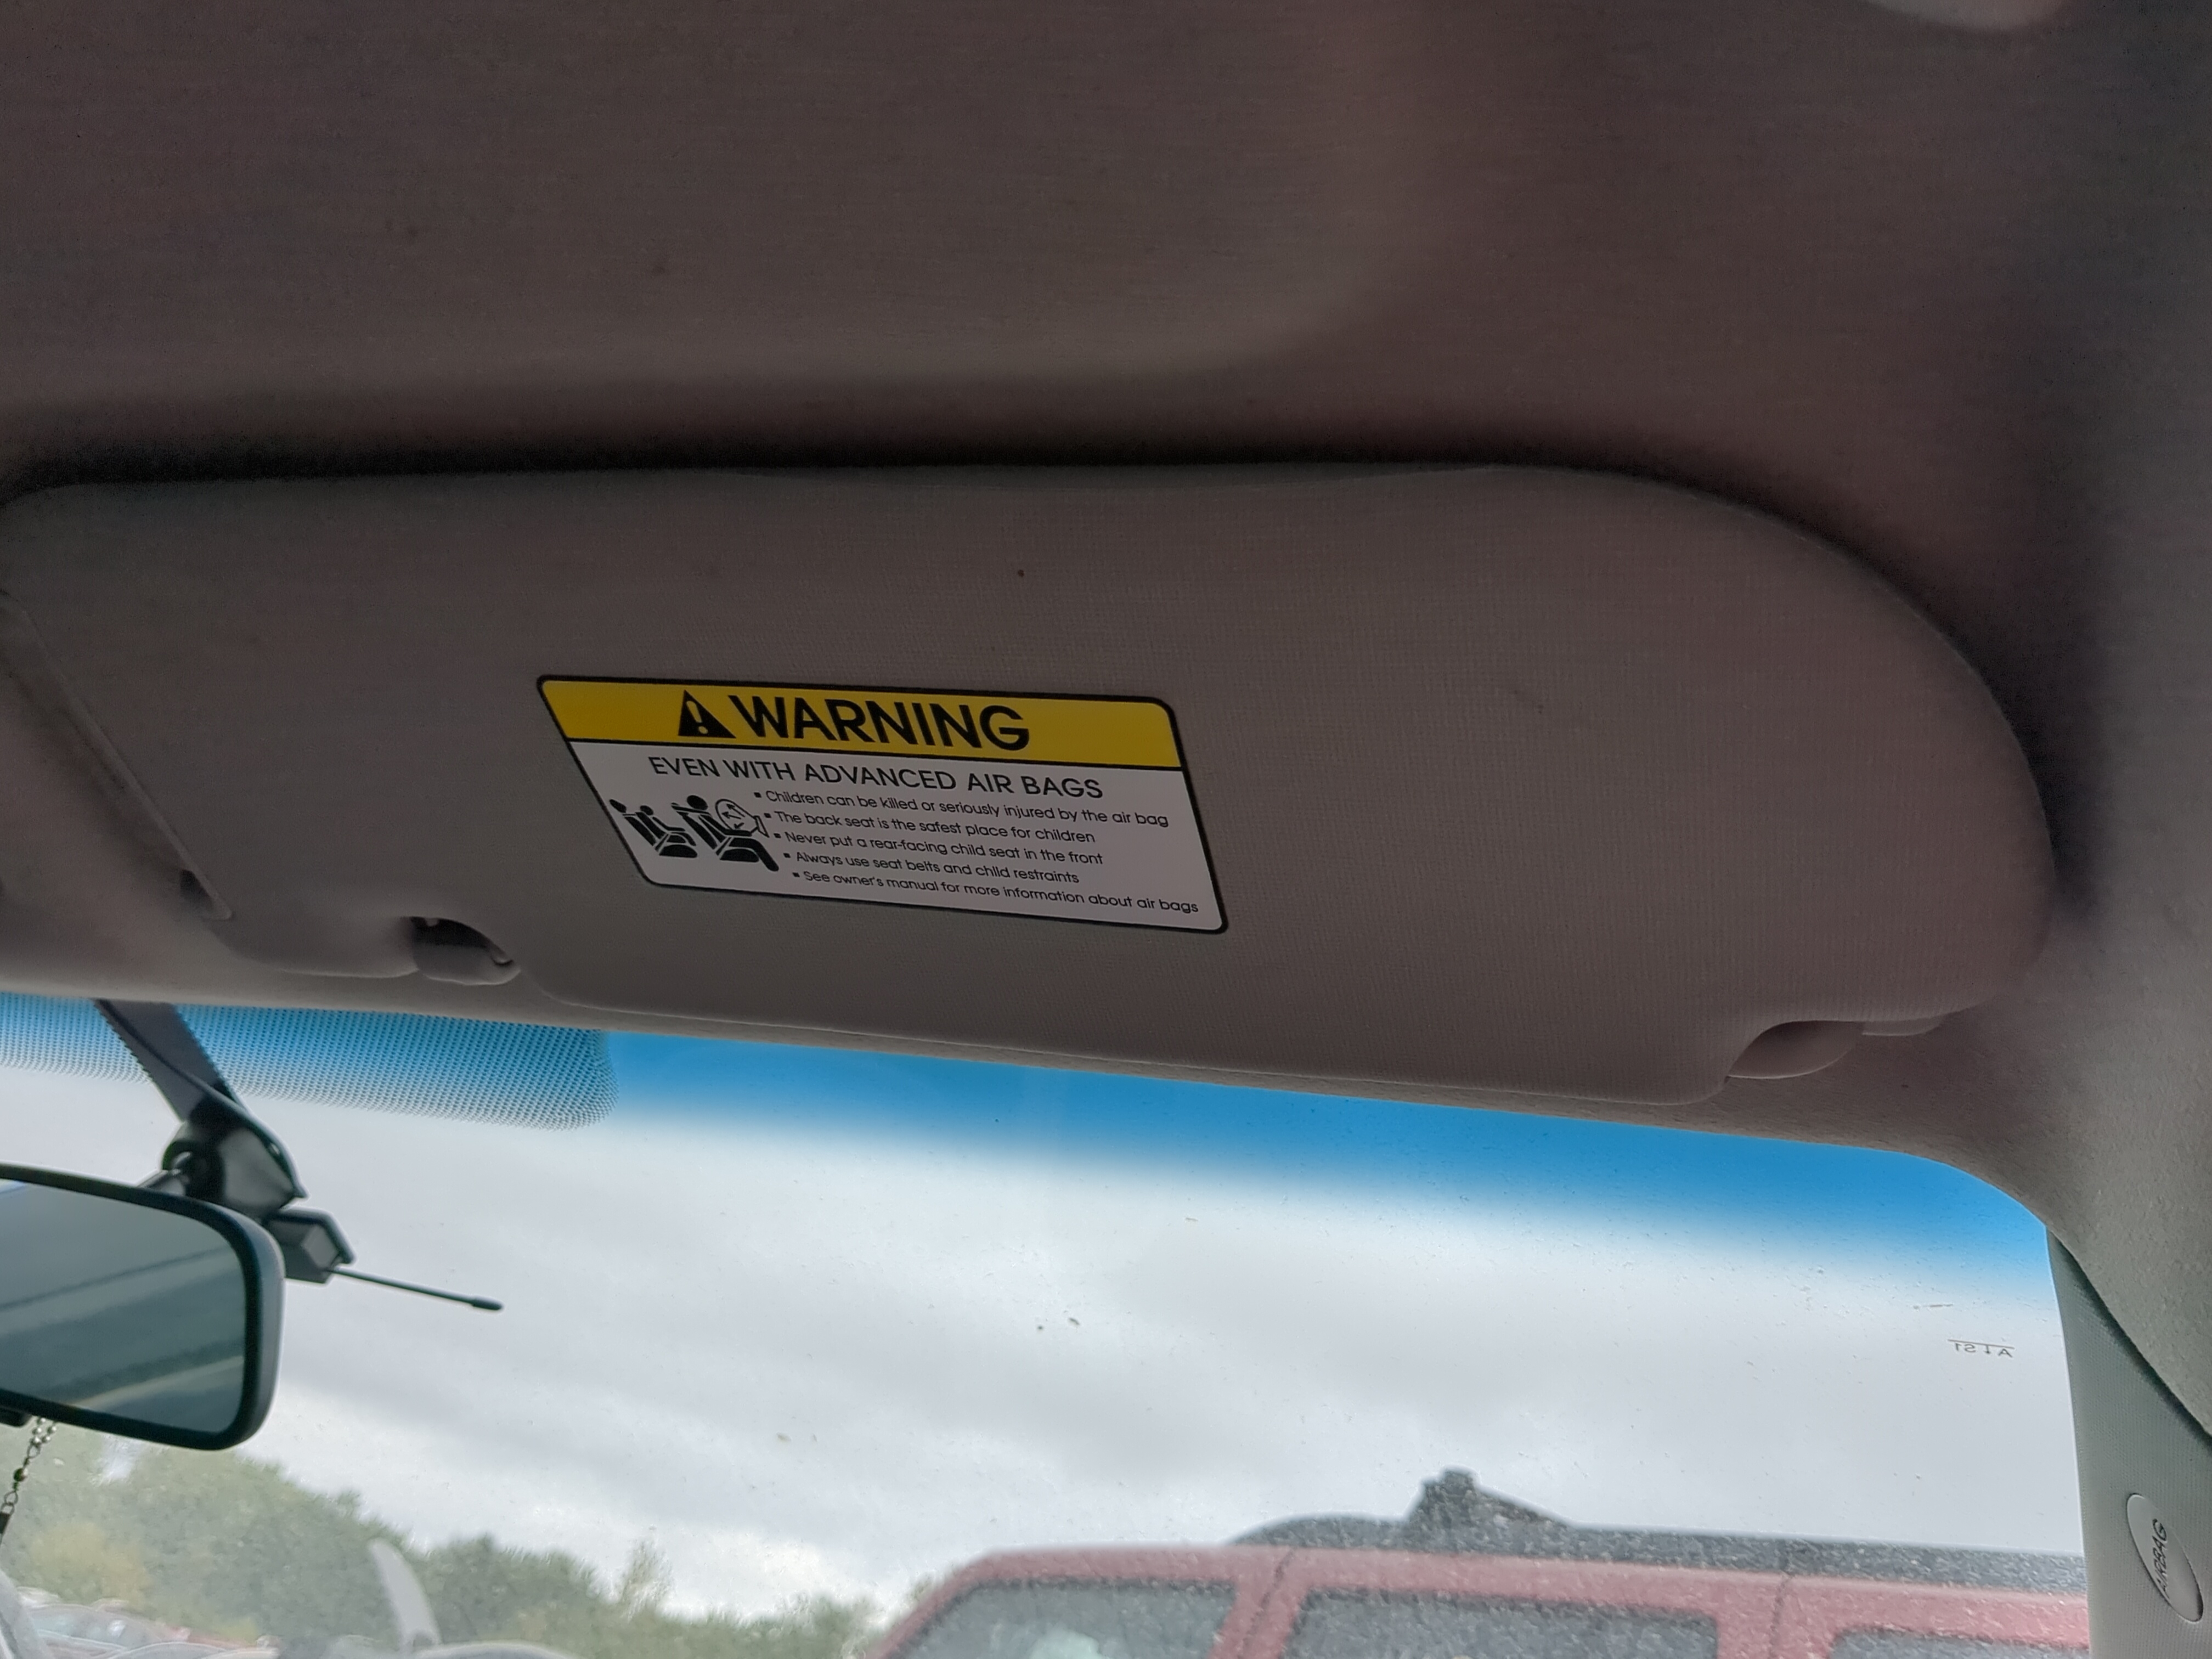 WARNING
EVEN WITH ADVANCED AIR BAGS
▪ Children can be killed or seriously injured by the air bag
▪ The back seat is the safest place for children
▪ Never put a rear-facing child seat in the front
▪ Always use seat belts and child restraints
▪ See owner's manual for more information about air bags
AIRBAG